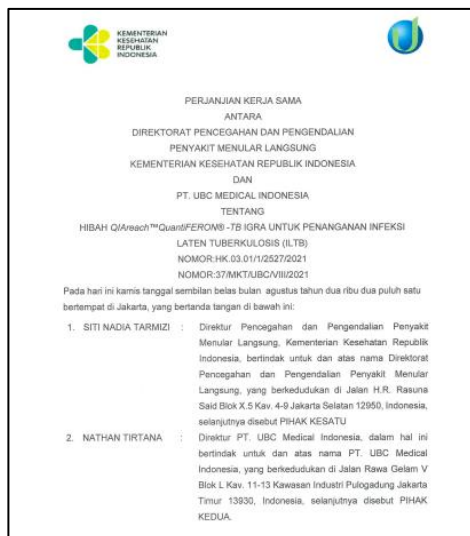 KEMENTERIAN
KESEHATAN
REPUBLIK
INDONESIA
PERJANJIAN KERJA SAMA
ANTARA
DIREKTORAT PENCEGAHAN DAN PENGENDALIAN
PENYAKIT MENULAR LANGSUNG
KEMENTERIAN KESEHATAN REPUBLIK INDONESIA
DAN
PT. UBC MEDICAL INDONESIA
TENTANG
HIBAH QIAreach™QuantiFERON® -TB IGRA UNTUK PENANGANAN INFEKSI
LATEN TUBERKULOSIS (ILTB)
NOMOR:HK.03.01/1/2527/2021
NOMOR:37/MKT/UBC/VIII/2021
Pada hari ini kamis tanggal sembilan belas bulan agustus tahun dua ribu dua puluh satu
bertempat di Jakarta, yang bertanda tangan di bawah ini:
1. SITI NADIA TARMIZI : Direktur Pencegahan dan Pengendalian Penyakit
Menular Langsung, Kementerian Kesehatan Republik
Indonesia, bertindak untuk dan atas nama Direktorat
Pencegahan dan Pengendalian Penyakit Menular
Langsung, yang berkedudukan di Jalan H.R. Rasuna
Said Blok X.5 Kav. 4-9 Jakarta Selatan 12950, Indonesia,
selanjutnya disebut PIHAK KESATU
2. NATHAN TIRTANA : Direktur PT. UBC Medical Indonesia, dalam hal ini
bertindak untuk dan atas nama PT. UBC Medical
Indonesia, yang berkedudukan di Jalan Rawa Gelam V
Blok L Kav. 11-13 Kawasan Industri Pulogadung Jakarta
Timur 13930, Indonesia, selanjutnya disebut PIHAK
KEDUA.